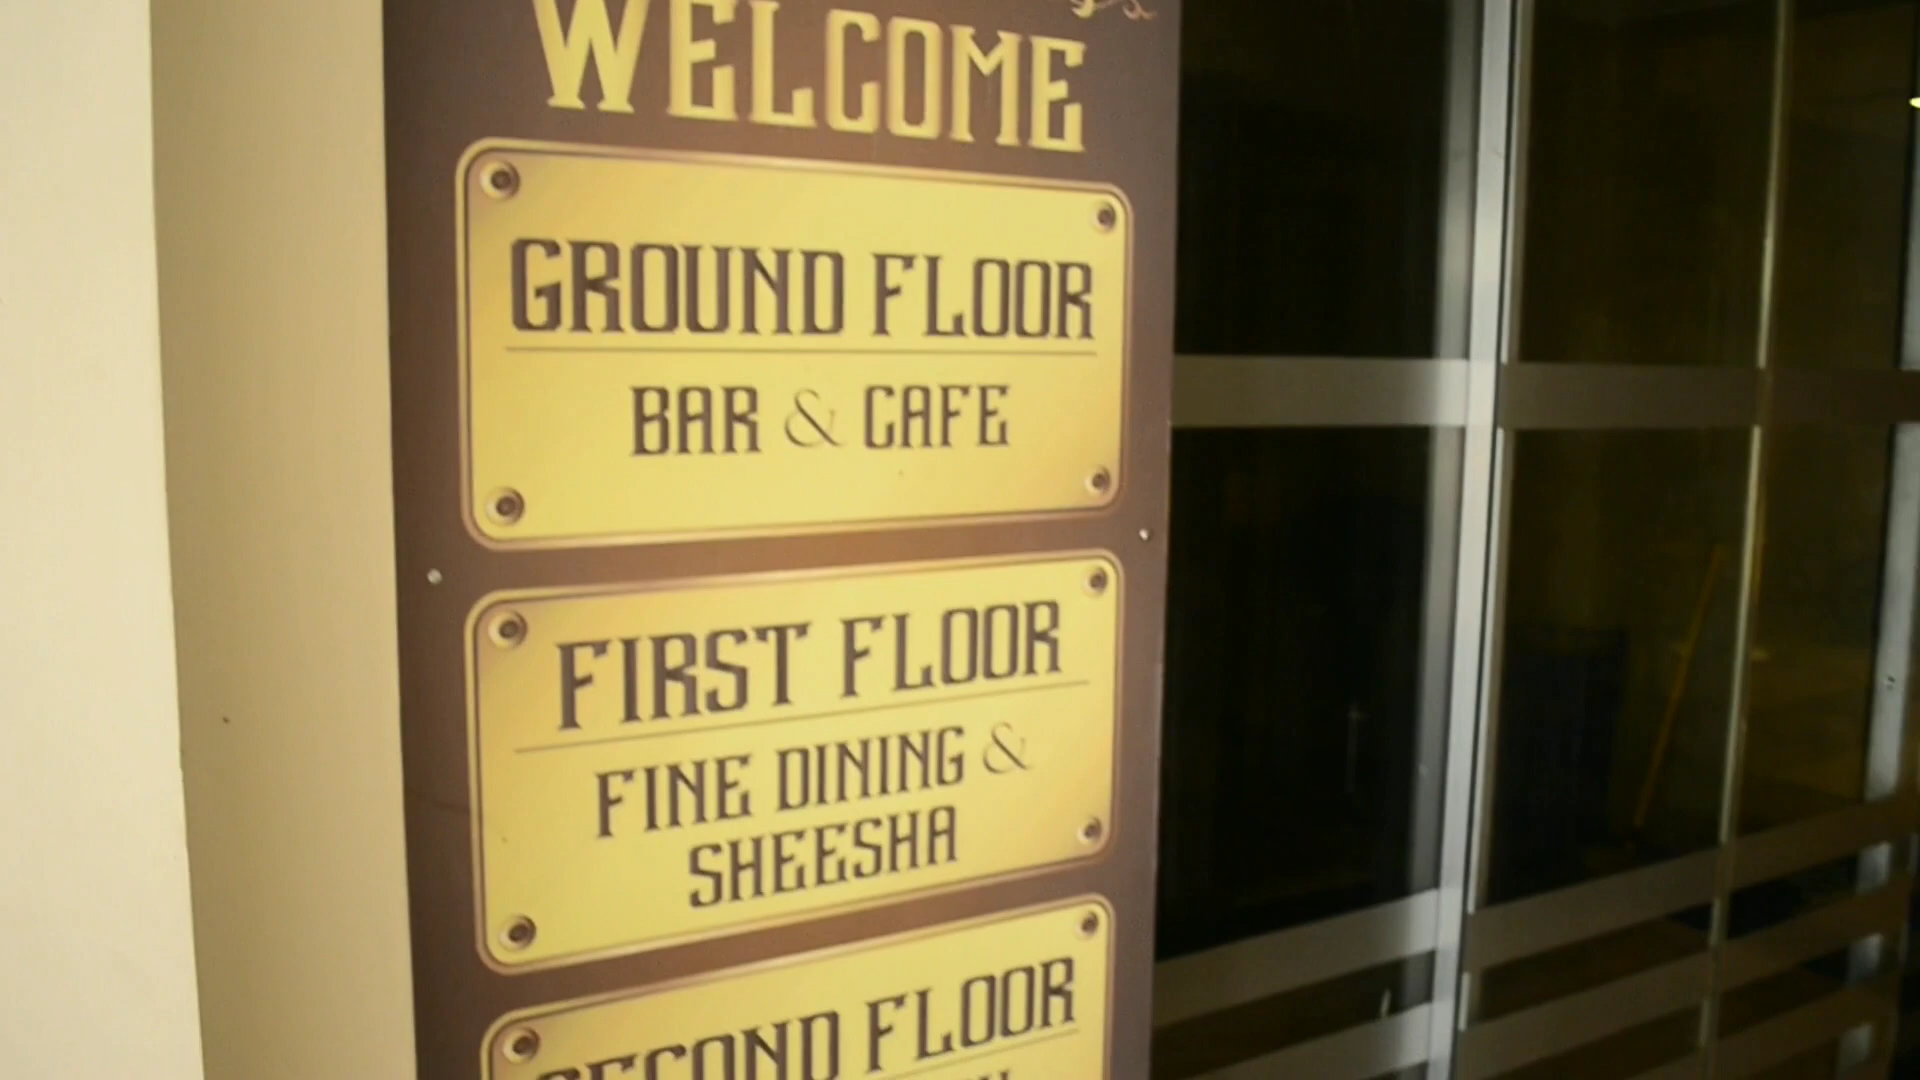 WELCOME
GROUND FLOOR
BAR & CAFE
FIRST FLOOR
FINE DINING &
SHEESHA
SECOND FLOOR